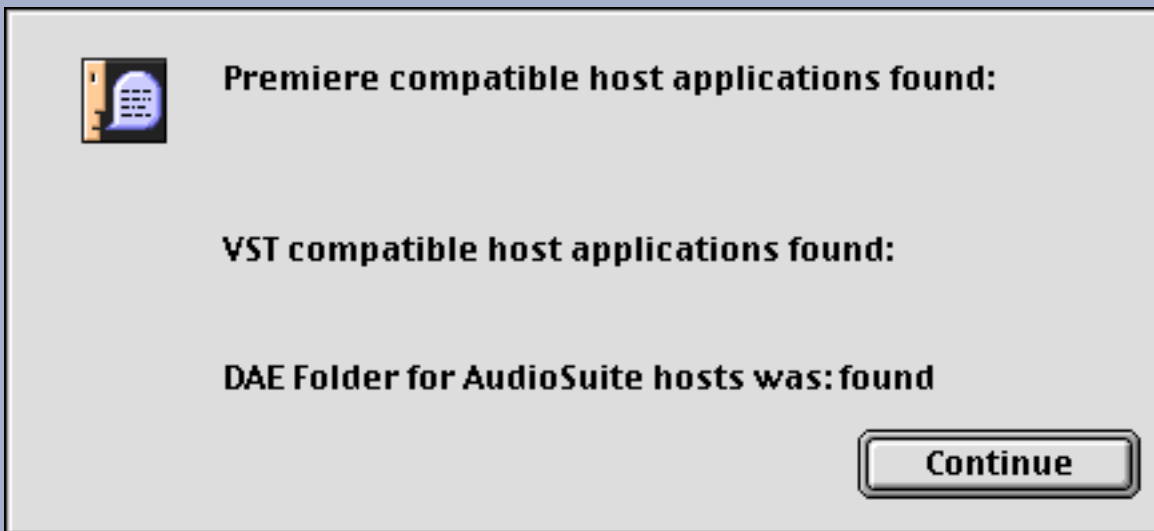 Premiere compatible host applications found:
VST compatible host applications found:
DAE Folder for AudioSuite hosts was: found
Continue